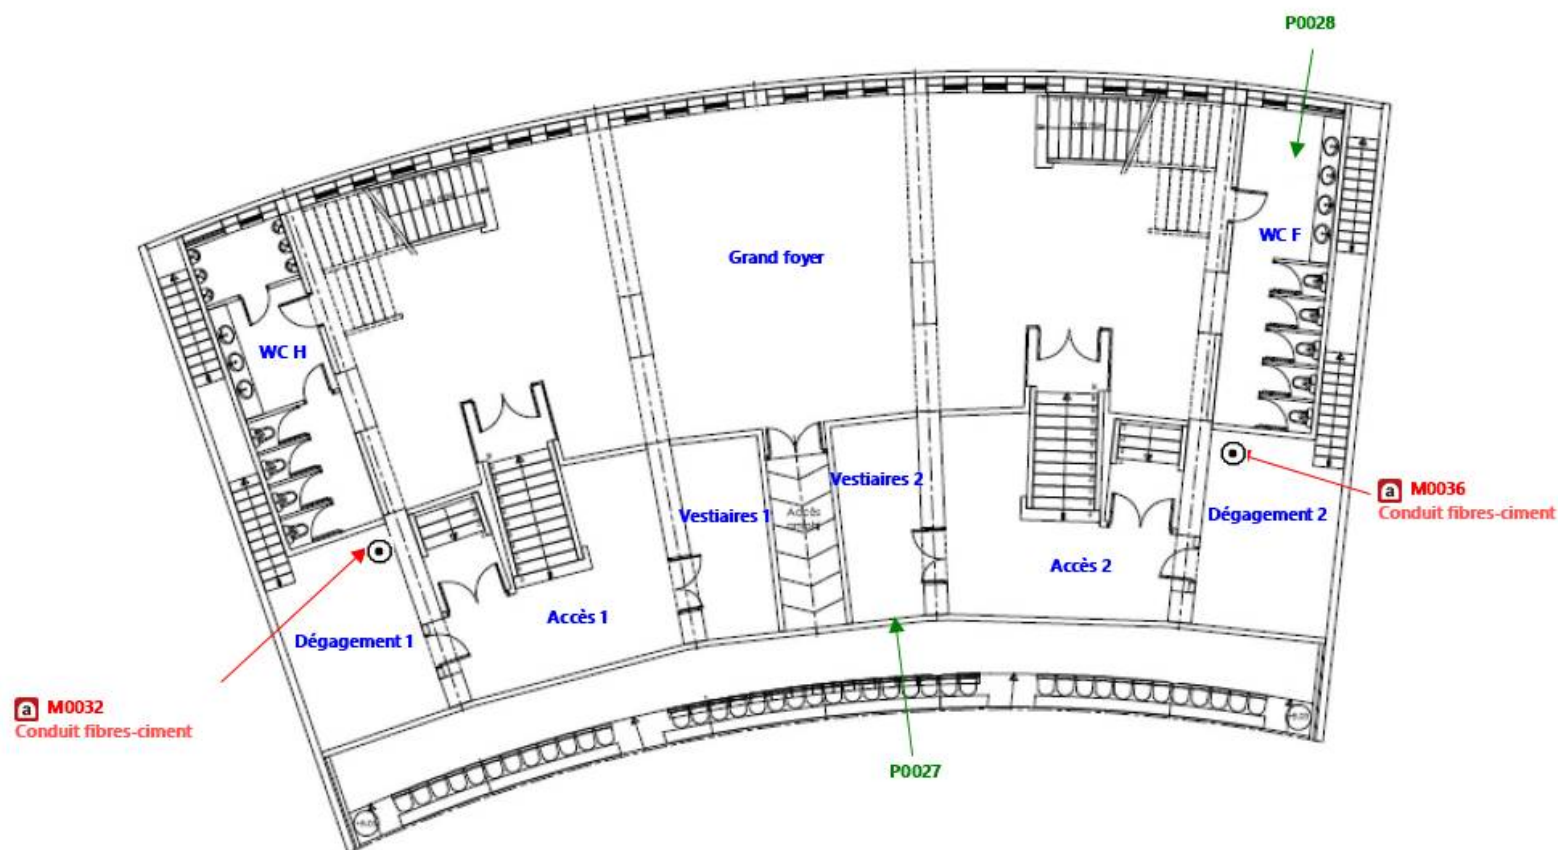 P0028
Grand foyer
WC F
WC H
Vestiaires 2
Vestiaires 1
Accès
a M0036
Conduit fibres-ciment
Dégagement 2
Accès 2
Accès 1
Dégagement 1
a M0032
Conduit fibres-ciment
P0027